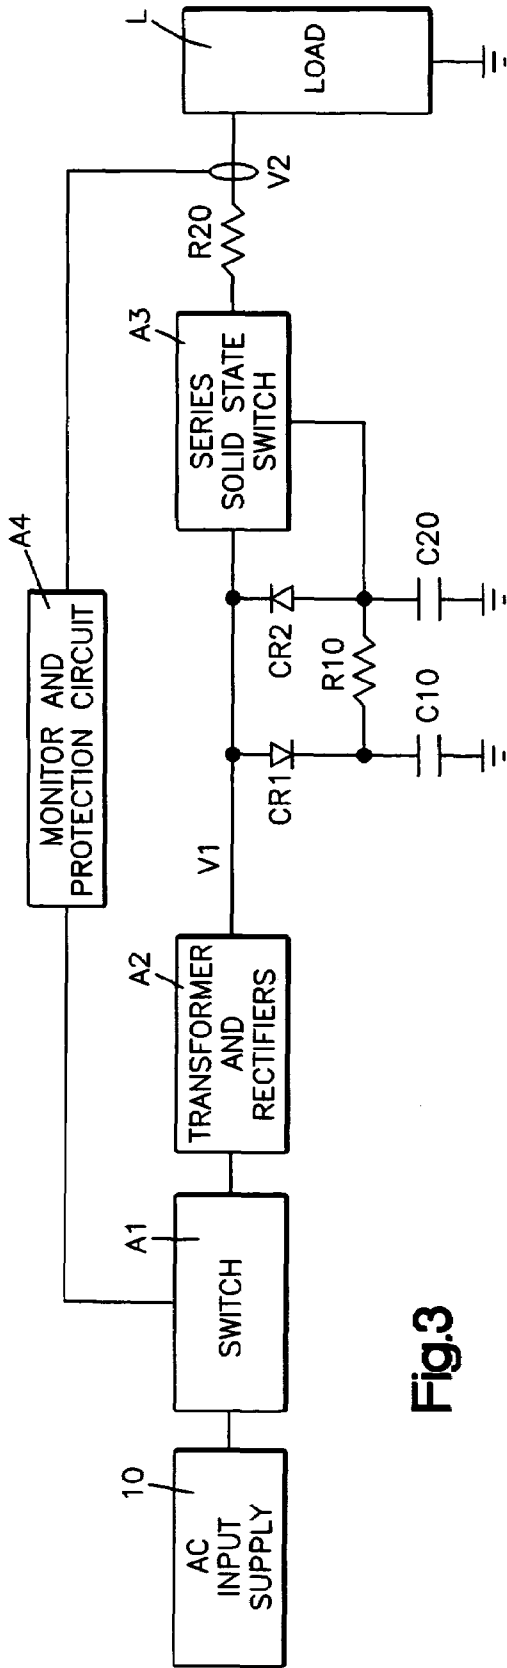 A4
MONITOR AND
PROTECTION CIRCUIT
10
AC
INPUT
SUPPLY
A1
SWITCH
A2
TRANSFORMER
AND
RECTIFIERS
V1
CR1
CR2
R10
C10
C20
A3
SERIES
SOLID STATE
SWITCH
R20
V2
L
LOAD
Fig.3